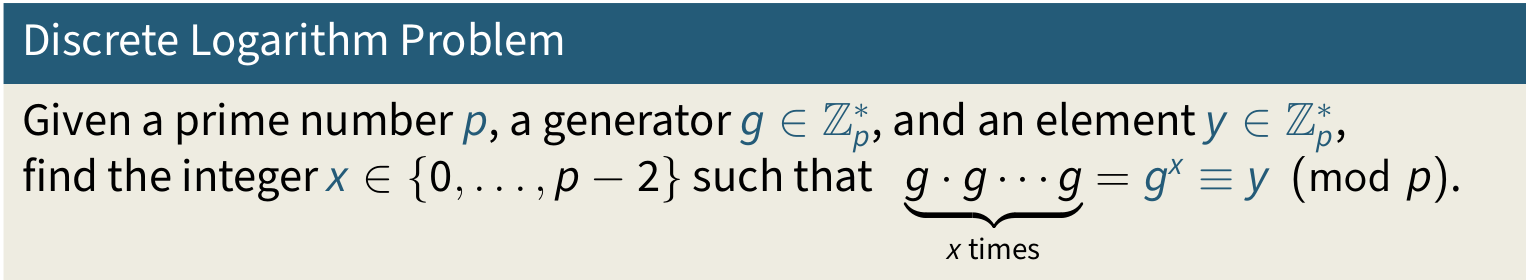 Discrete Logarithm Problem
Given a prime number p, a generator g ∈ ℤ*ₚ, and an element y ∈ ℤ*ₚ,
find the integer x ∈ {0, . . . , p − 2} such that g · g · · · g = gˣ ≡ y (mod p).
x times